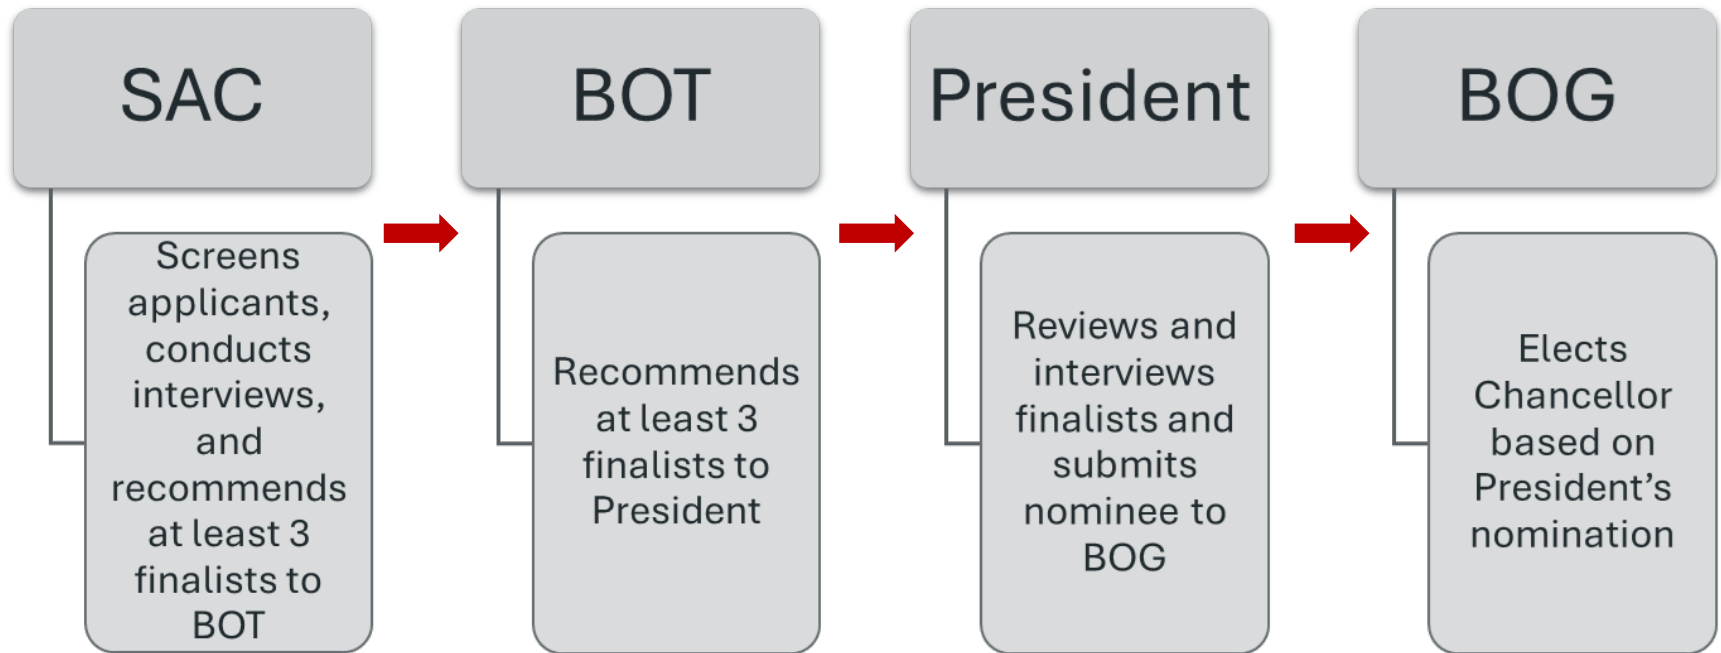 SAC
Screens
applicants,
conducts
interviews,
and
recommends
at least 3
finalists to
BOT
BOT
Recommends
at least 3
finalists to
President
President
Reviews and
interviews
finalists and
submits
nominee to
BOG
BOG
Elects
Chancellor
based on
President’s
nomination